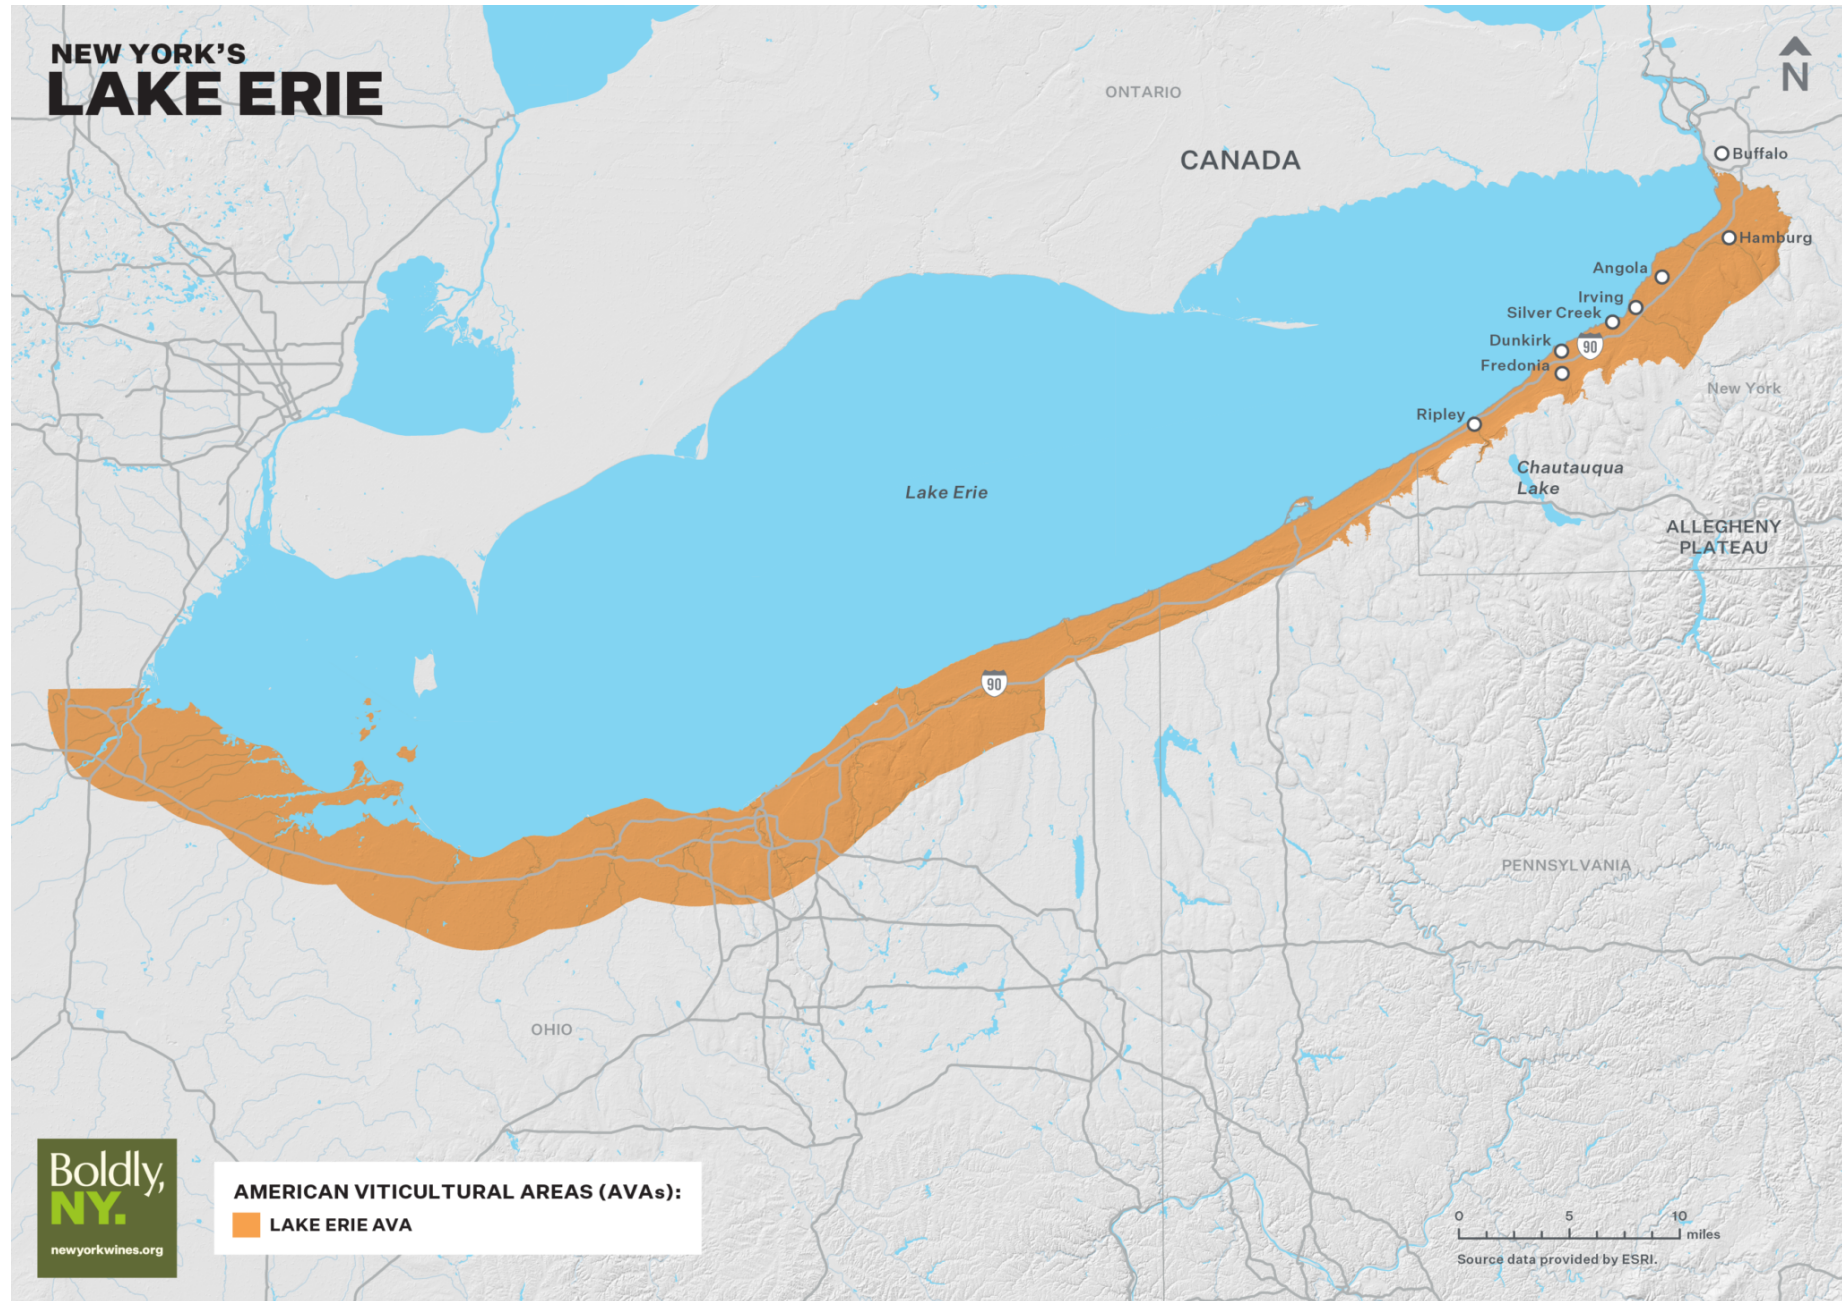 NEW YORK'S
LAKE ERIE
N
ONTARIO
CANADA
Buffalo
Hamburg
Angola
Irving
Silver Creek
Dunkirk
90
Fredonia
New York
Ripley
Chautauqua
Lake
Lake Erie
ALLEGHENY
PLATEAU
90
PENNSYLVANIA
OHIO
Boldly,
NY.
newyorkwines.org
AMERICAN VITICULTURAL AREAS (AVAs):
LAKE ERIE AVA
0 5 10
miles
Source data provided by ESRI.